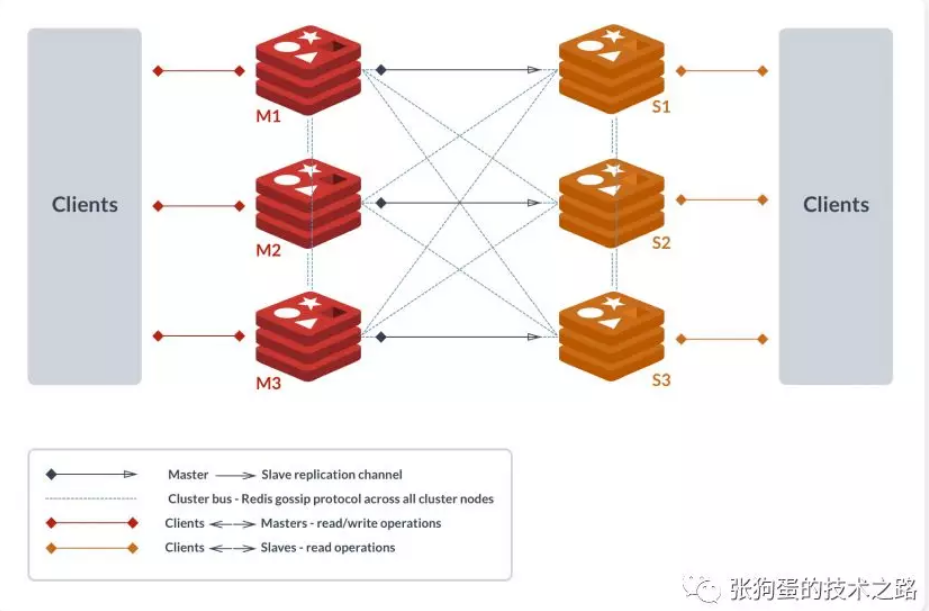 Clients
M1
M2
M3
S1
S2
S3
Clients
Master → Slave replication channel
Cluster bus - Redis gossip protocol across all cluster nodes
Clients ↔ Masters - read/write operations
Clients ↔ Slaves - read operations
张狗蛋的技术之路